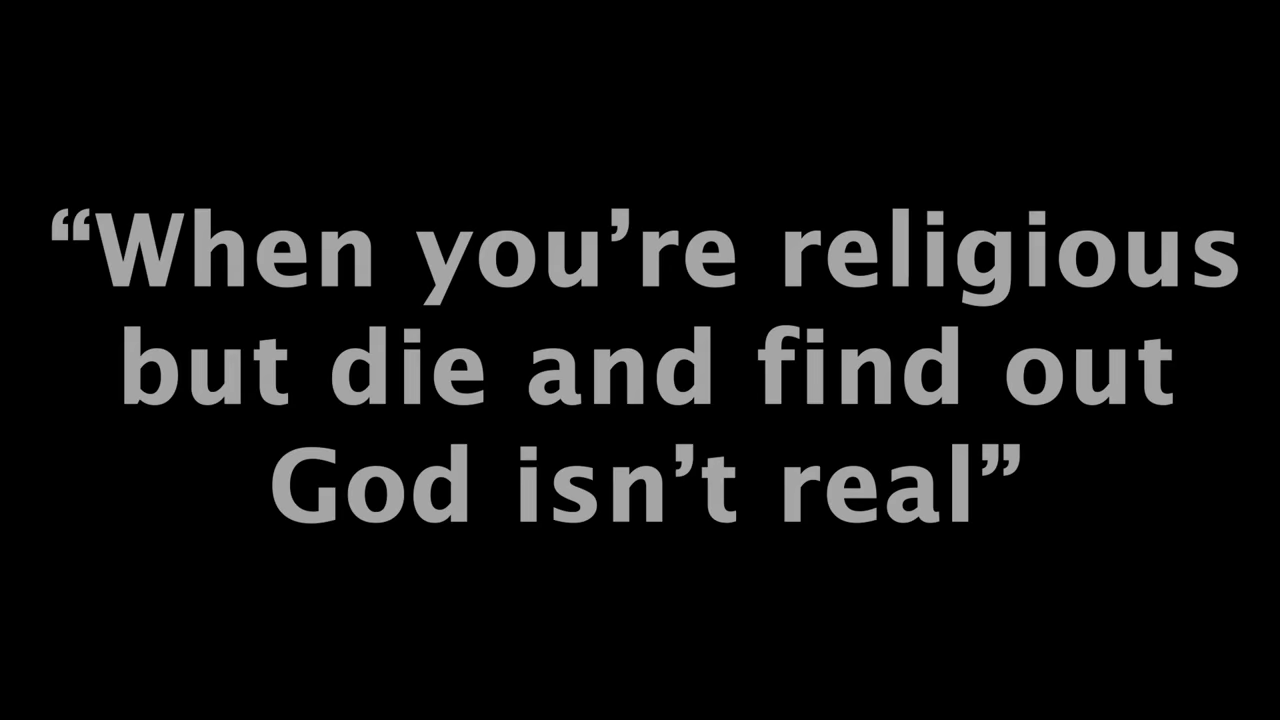 “When you’re religious
but die and find out
God isn’t real”